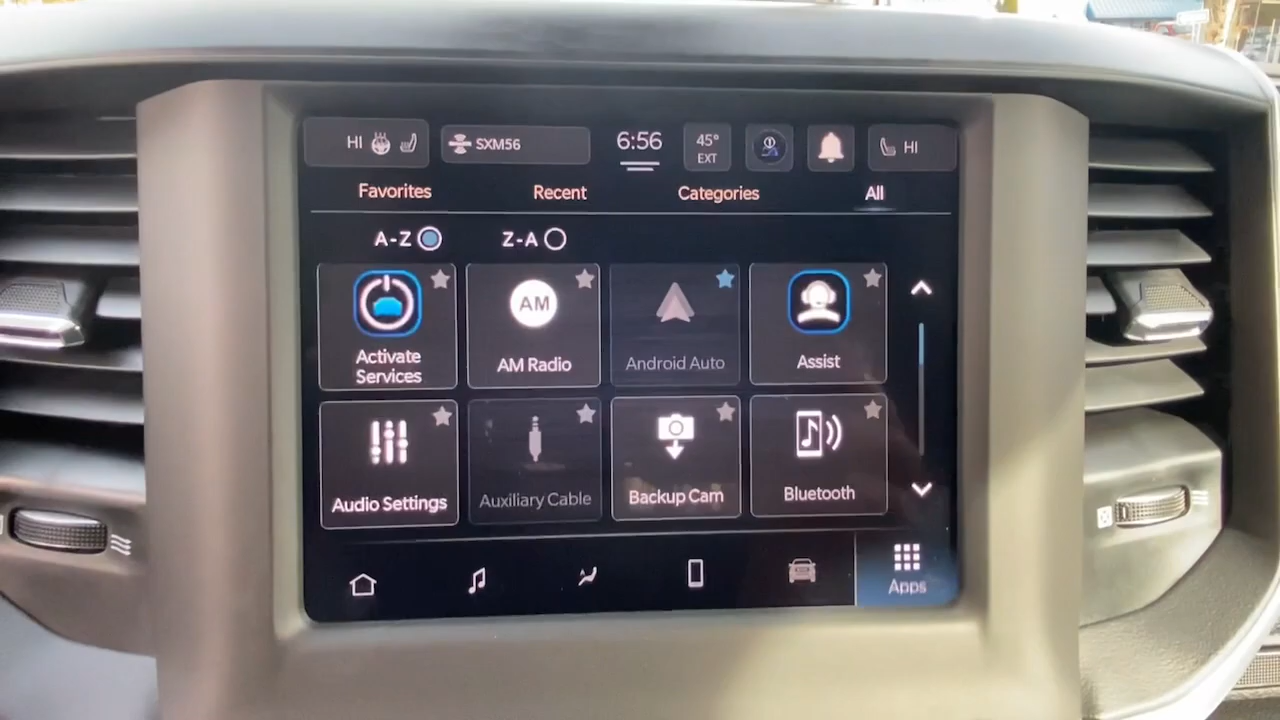 HI
SXM56
6:56
45°
EXT
HI
Favorites
Recent
Categories
All
A-Z
Z-A
Activate
Services
AM
AM Radio
Android Auto
Assist
Audio Settings
Auxiliary Cable
Backup Cam
Bluetooth
Apps